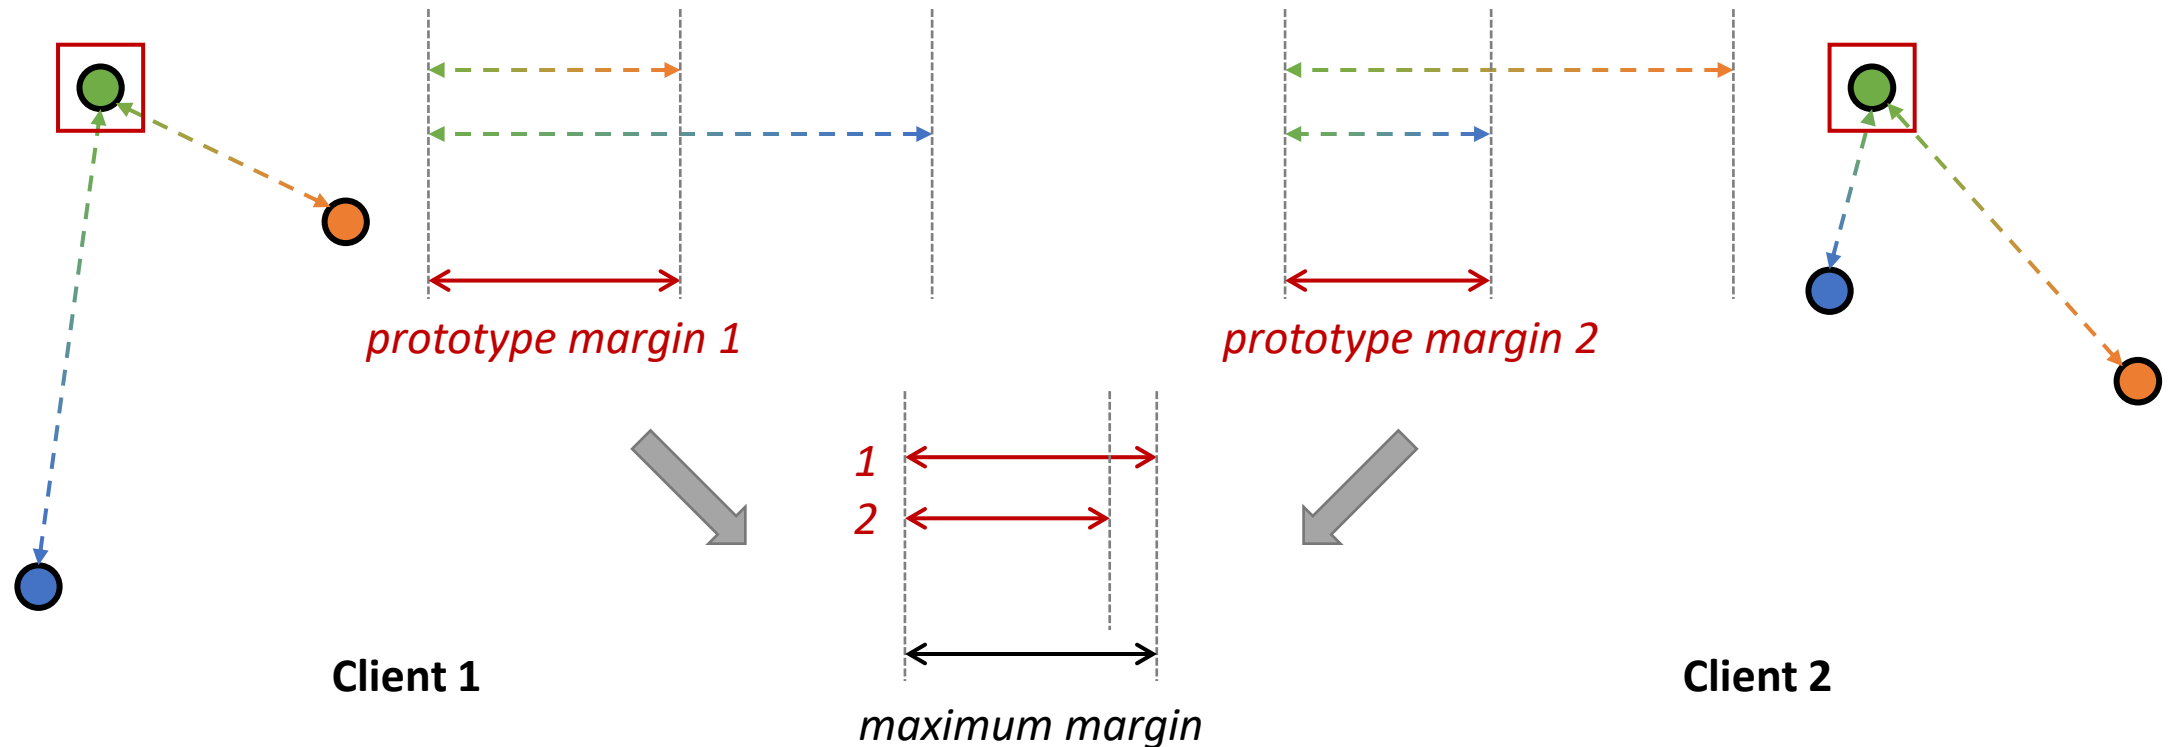 prototype margin 1
prototype margin 2
1
2
Client 1
Client 2
maximum margin